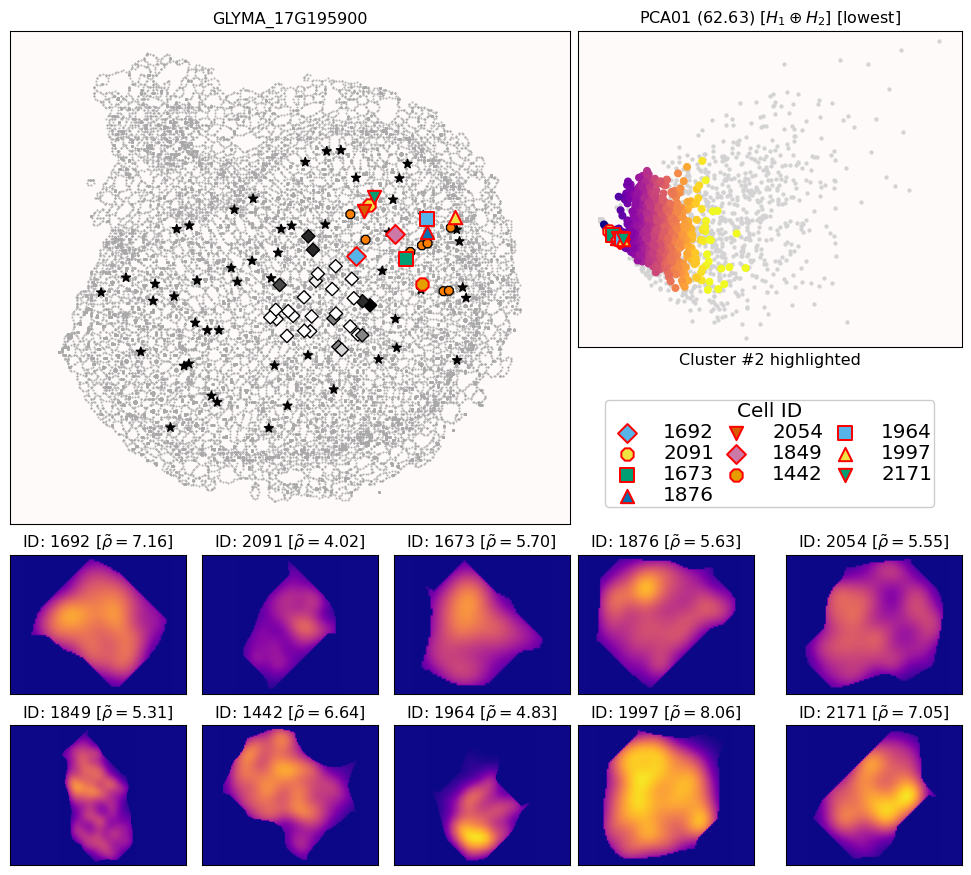 GLYMA_17G195900
PCA01 (62.63) [$H_1 \oplus H_2$] [lowest]
Cluster #2 highlighted
Cell ID
1692 2054 1964
2091 1849 1997
1673 1442 2171
1876
ID: 1692 [$\tilde{\rho} = 7.16$]
ID: 2091 [$\tilde{\rho} = 4.02$]
ID: 1673 [$\tilde{\rho} = 5.70$]
ID: 1876 [$\tilde{\rho} = 5.63$]
ID: 2054 [$\tilde{\rho} = 5.55$]
ID: 1849 [$\tilde{\rho} = 5.31$]
ID: 1442 [$\tilde{\rho} = 6.64$]
ID: 1964 [$\tilde{\rho} = 4.83$]
ID: 1997 [$\tilde{\rho} = 8.06$]
ID: 2171 [$\tilde{\rho} = 7.05$]